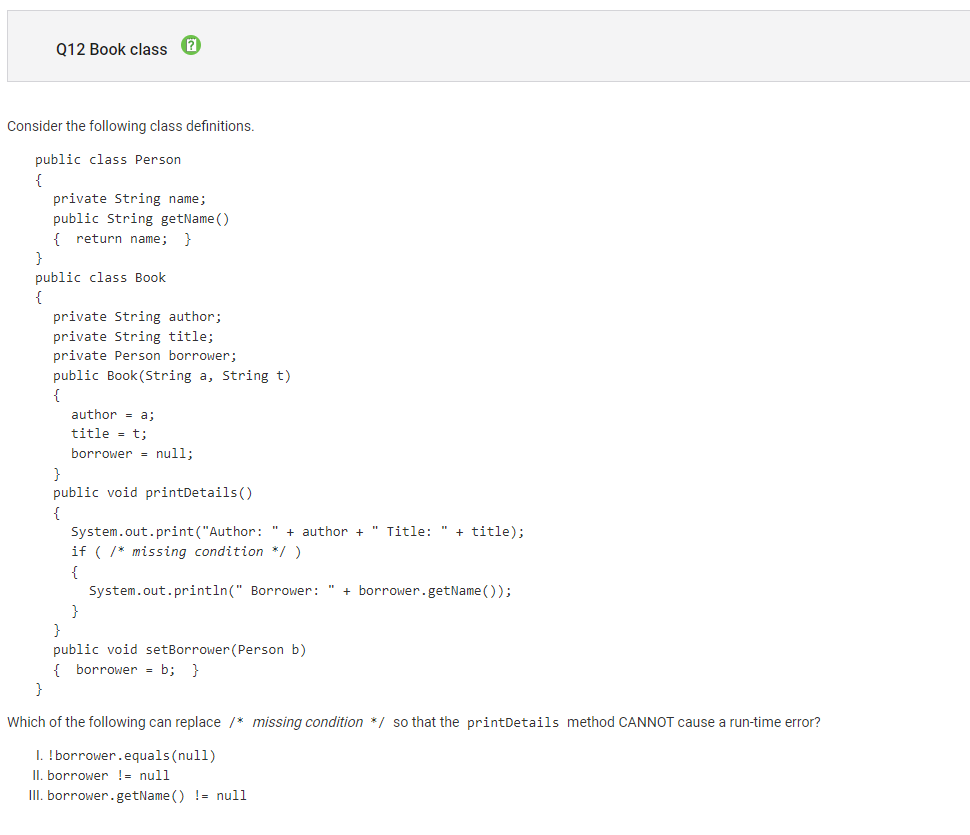 Q12 Book class
Consider the following class definitions.
public class Person
{
private String name;
public String getName()
{ return name; }
}
public class Book
{
private String author;
private String title;
private Person borrower;
public Book(String a, String t)
{
author = a;
title = t;
borrower = null;
}
public void printDetails()
{
System.out.print("Author: " + author + " Title: " + title);
if ( /* missing condition */ )
{
System.out.println(" Borrower: " + borrower.getName());
}
}
public void setBorrower(Person b)
{ borrower = b; }
}
Which of the following can replace /* missing condition */ so that the printDetails method CANNOT cause a run-time error?
I. !borrower.equals(null)
II. borrower != null
III. borrower.getName() != null